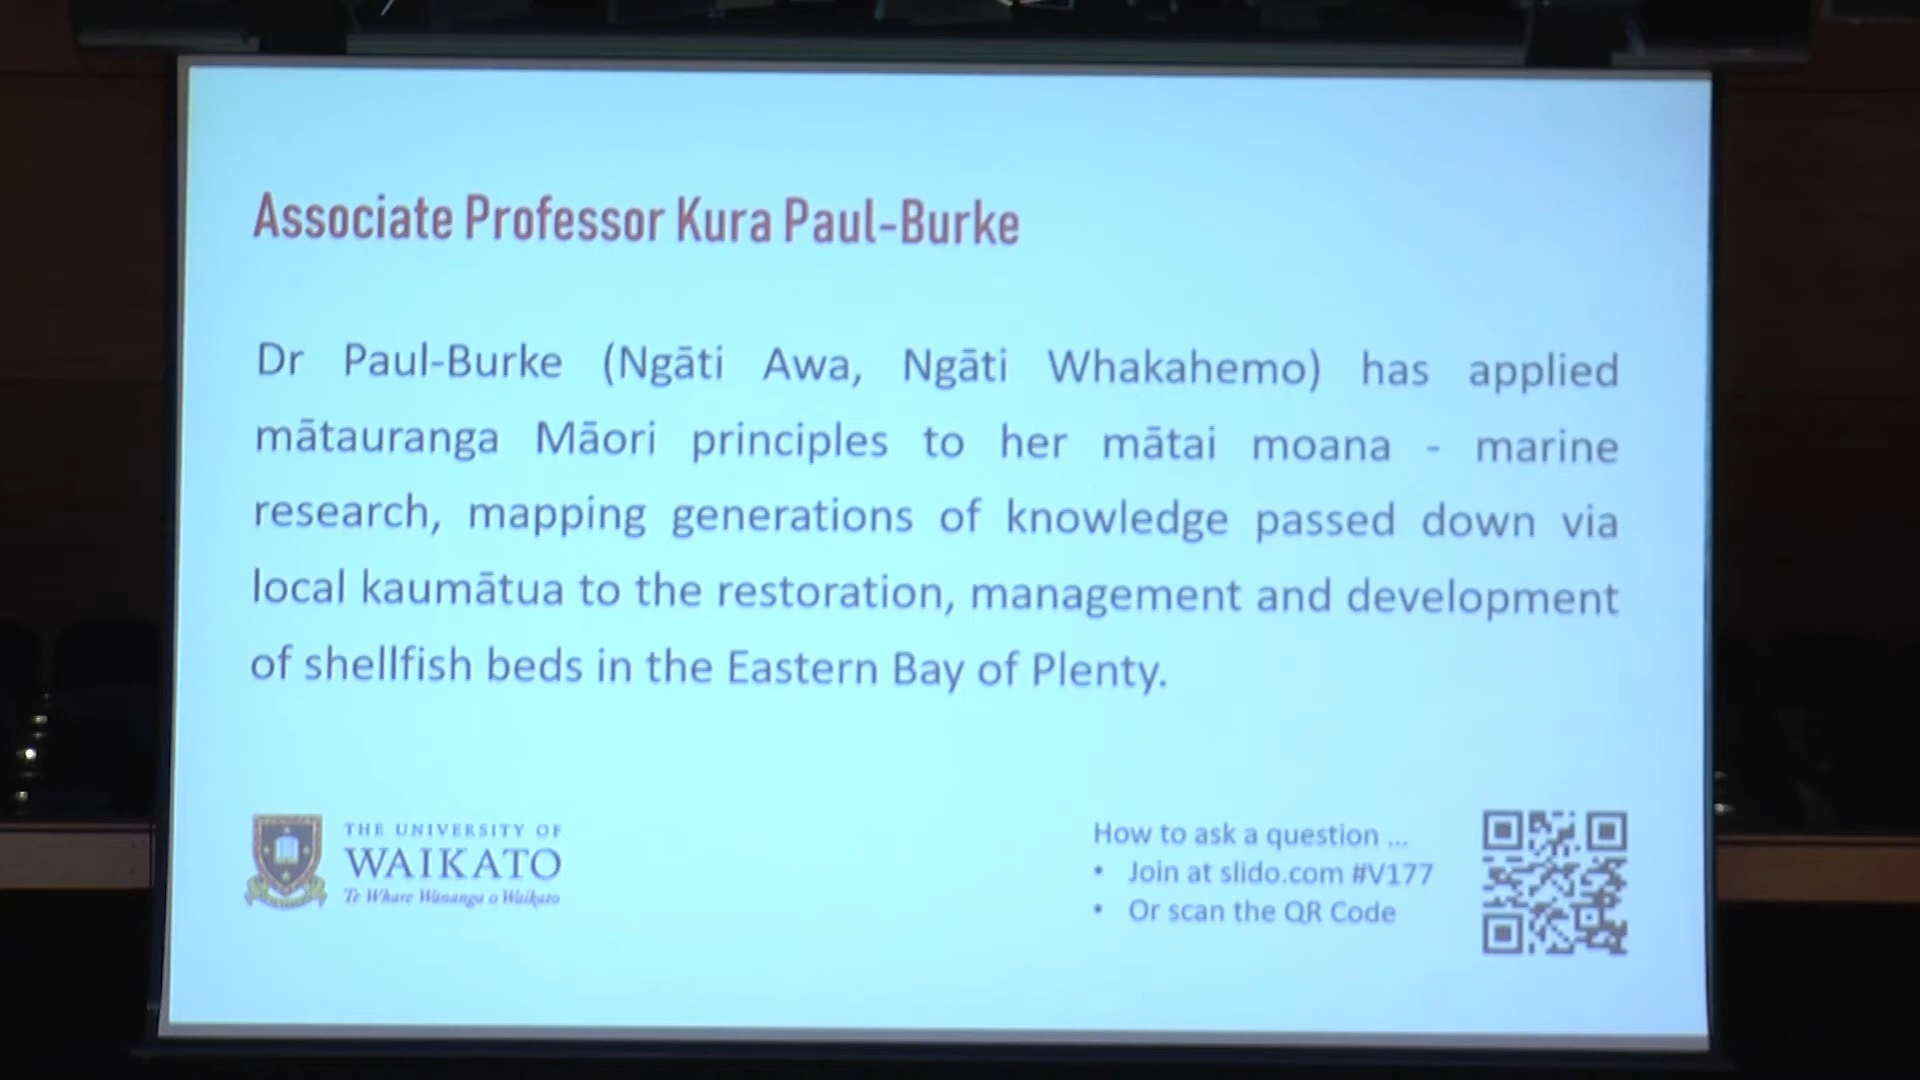 Associate Professor Kura Paul-Burke
Dr Paul-Burke (Ngāti Awa, Ngāti Whakahemo) has applied
mātauranga Māori principles to her mātai moana - marine
research, mapping generations of knowledge passed down via
local kaumātua to the restoration, management and development
of shellfish beds in the Eastern Bay of Plenty.
THE UNIVERSITY OF
WAIKATO
Te Whare Wānanga o Waikato
How to ask a question ...
• Join at slido.com #V177
• Or scan the QR Code